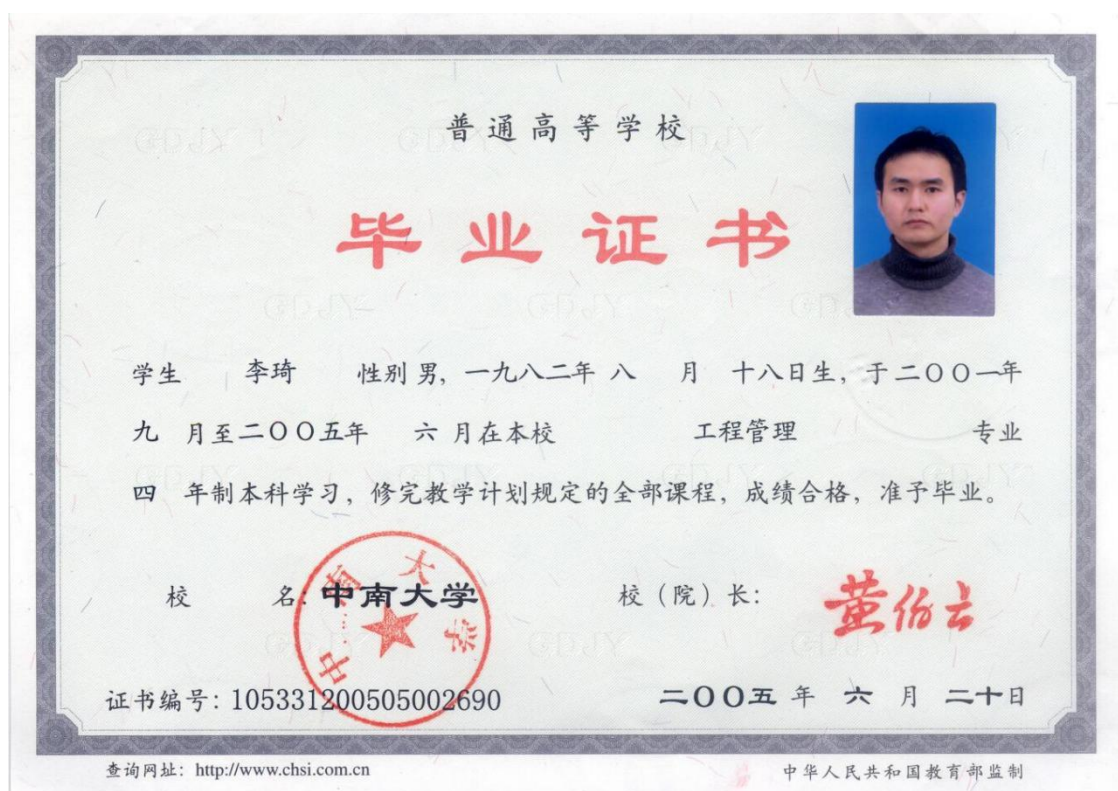 普通高等学校
毕业证书
学生 李琦 性别 男, 一九八二年 八 月 十八日生, 于二〇〇一年
九 月至二〇〇五年 六 月在本校 工程管理 专业
四 年制本科学习, 修完教学计划规定的全部课程, 成绩合格, 准予毕业。
校 名: 中南大学 校（院）长: 黄伯云
中南大学
证书编号: 105331200505002690 二〇〇五 年 六 月 二十日
查询网址: http://www.chsi.com.cn 中华人民共和国教育部监制
GDJY